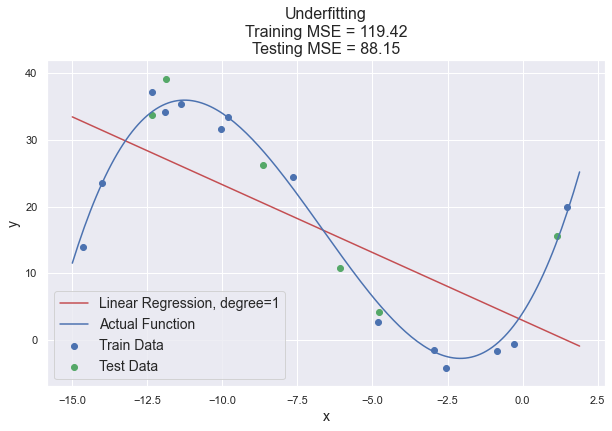 Underfitting
Training MSE = 119.42
Testing MSE = 88.15
40
30
20
10
0
y
Linear Regression, degree=1
Actual Function
Train Data
Test Data
−15.0 −12.5 −10.0 −7.5 −5.0 −2.5 0.0 2.5
x